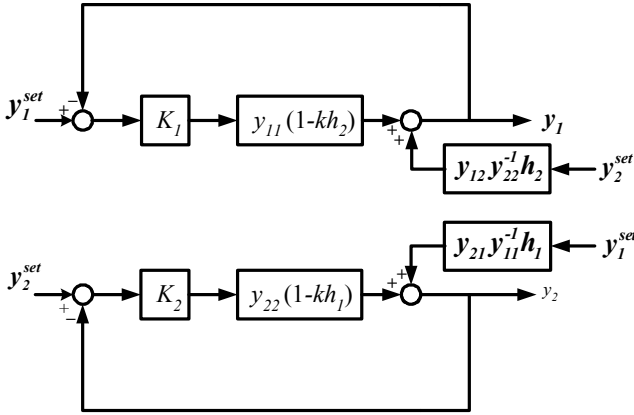 − 
y₁ˢᵉᵗ + K₁ y₁₁(1-kh₂) + + y₁
y₁₂y₂₂⁻¹h₂ y₂ˢᵉᵗ
y₂₁y₁₁⁻¹h₁ y₁ˢᵉᵗ
y₂ˢᵉᵗ + K₂ y₂₂(1-kh₁) + + y₂
−